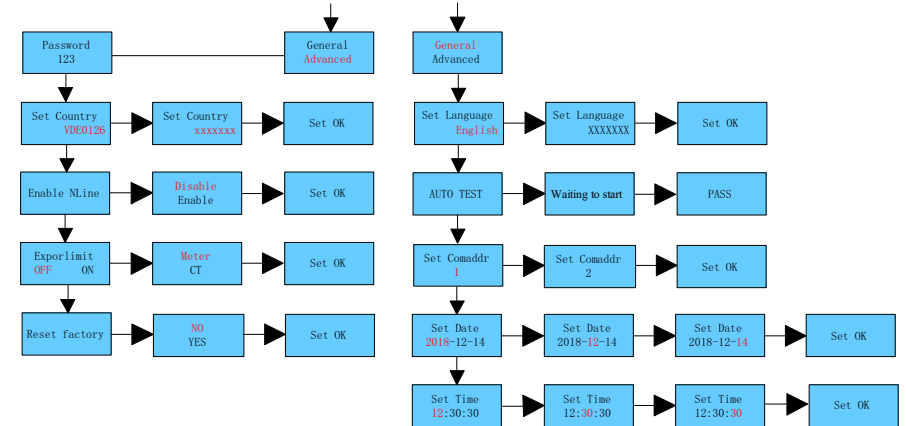 Password
123
General
Advanced
Set Country
VDE0126
Set Country
xxxxxxx
Set OK
Enable NLine
Disable
Enable
Set OK
Exporlimit
OFF ON
Meter
CT
Set OK
Reset factory
NO
YES
Set OK
General
Advanced
Set Language
English
Set Language
XXXXXXX
Set OK
AUTO TEST
Waiting to start
PASS
Set Comaddr
1
Set Comaddr
2
Set OK
Set Date
2018-12-14
Set Date
2018-12-14
Set Date
2018-12-14
Set OK
Set Time
12:30:30
Set Time
12:30:30
Set Time
12:30:30
Set OK